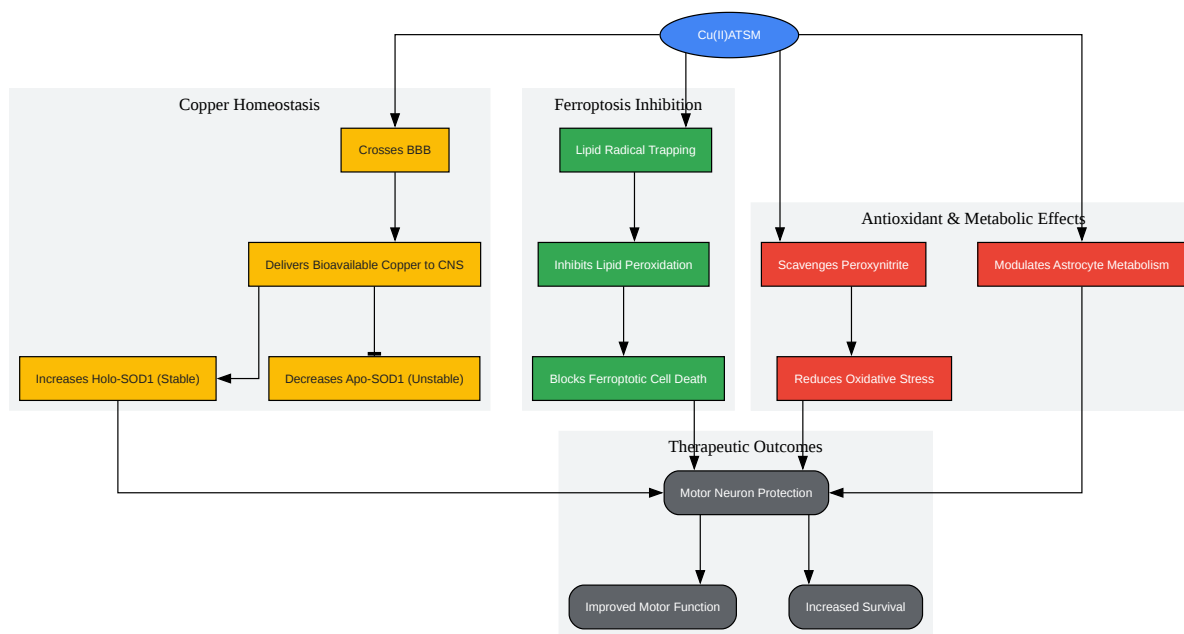 Cu(II)ATSM
Copper Homeostasis
Crosses BBB
Delivers Bioavailable Copper to CNS
Increases Holo-SOD1 (Stable)
Decreases Apo-SOD1 (Unstable)
Ferroptosis Inhibition
Lipid Radical Trapping
Inhibits Lipid Peroxidation
Blocks Ferroptotic Cell Death
Antioxidant & Metabolic Effects
Scavenges Peroxynitrite
Modulates Astrocyte Metabolism
Reduces Oxidative Stress
Therapeutic Outcomes
Motor Neuron Protection
Improved Motor Function
Increased Survival